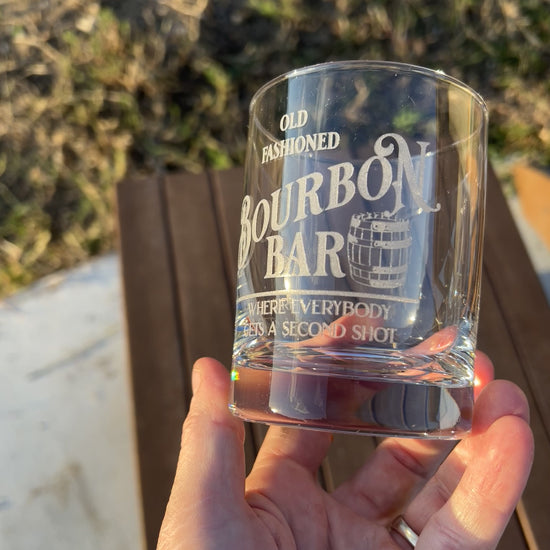 OLD
FASHIONED
BOURBON
BAR
WHERE EVERYBODY
GETS A SECOND SHOT